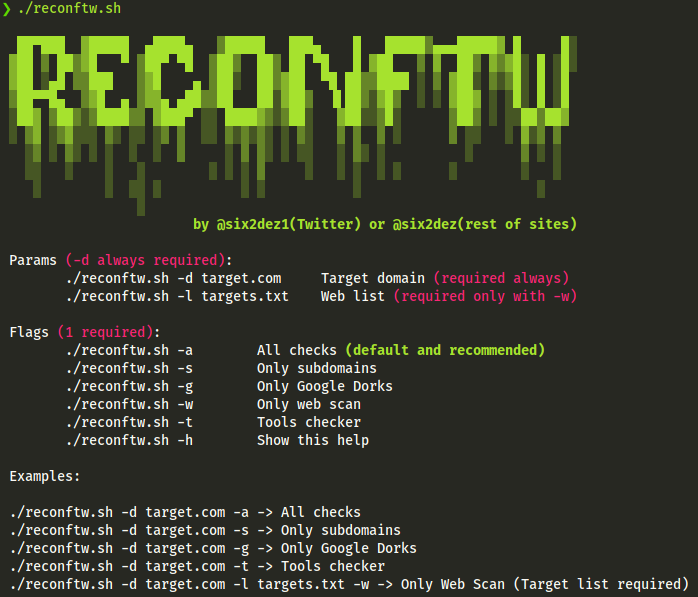 ❯ ./reconftw.sh
RECONFTW
by @six2dez1(Twitter) or @six2dez(rest of sites)
Params (-d always required):
./reconftw.sh -d target.com Target domain (required always)
./reconftw.sh -l targets.txt Web list (required only with -w)
Flags (1 required):
./reconftw.sh -a All checks (default and recommended)
./reconftw.sh -s Only subdomains
./reconftw.sh -g Only Google Dorks
./reconftw.sh -w Only web scan
./reconftw.sh -t Tools checker
./reconftw.sh -h Show this help
Examples:
./reconftw.sh -d target.com -a -> All checks
./reconftw.sh -d target.com -s -> Only subdomains
./reconftw.sh -d target.com -g -> Only Google Dorks
./reconftw.sh -d target.com -t -> Tools checker
./reconftw.sh -d target.com -l targets.txt -w -> Only Web Scan (Target list required)